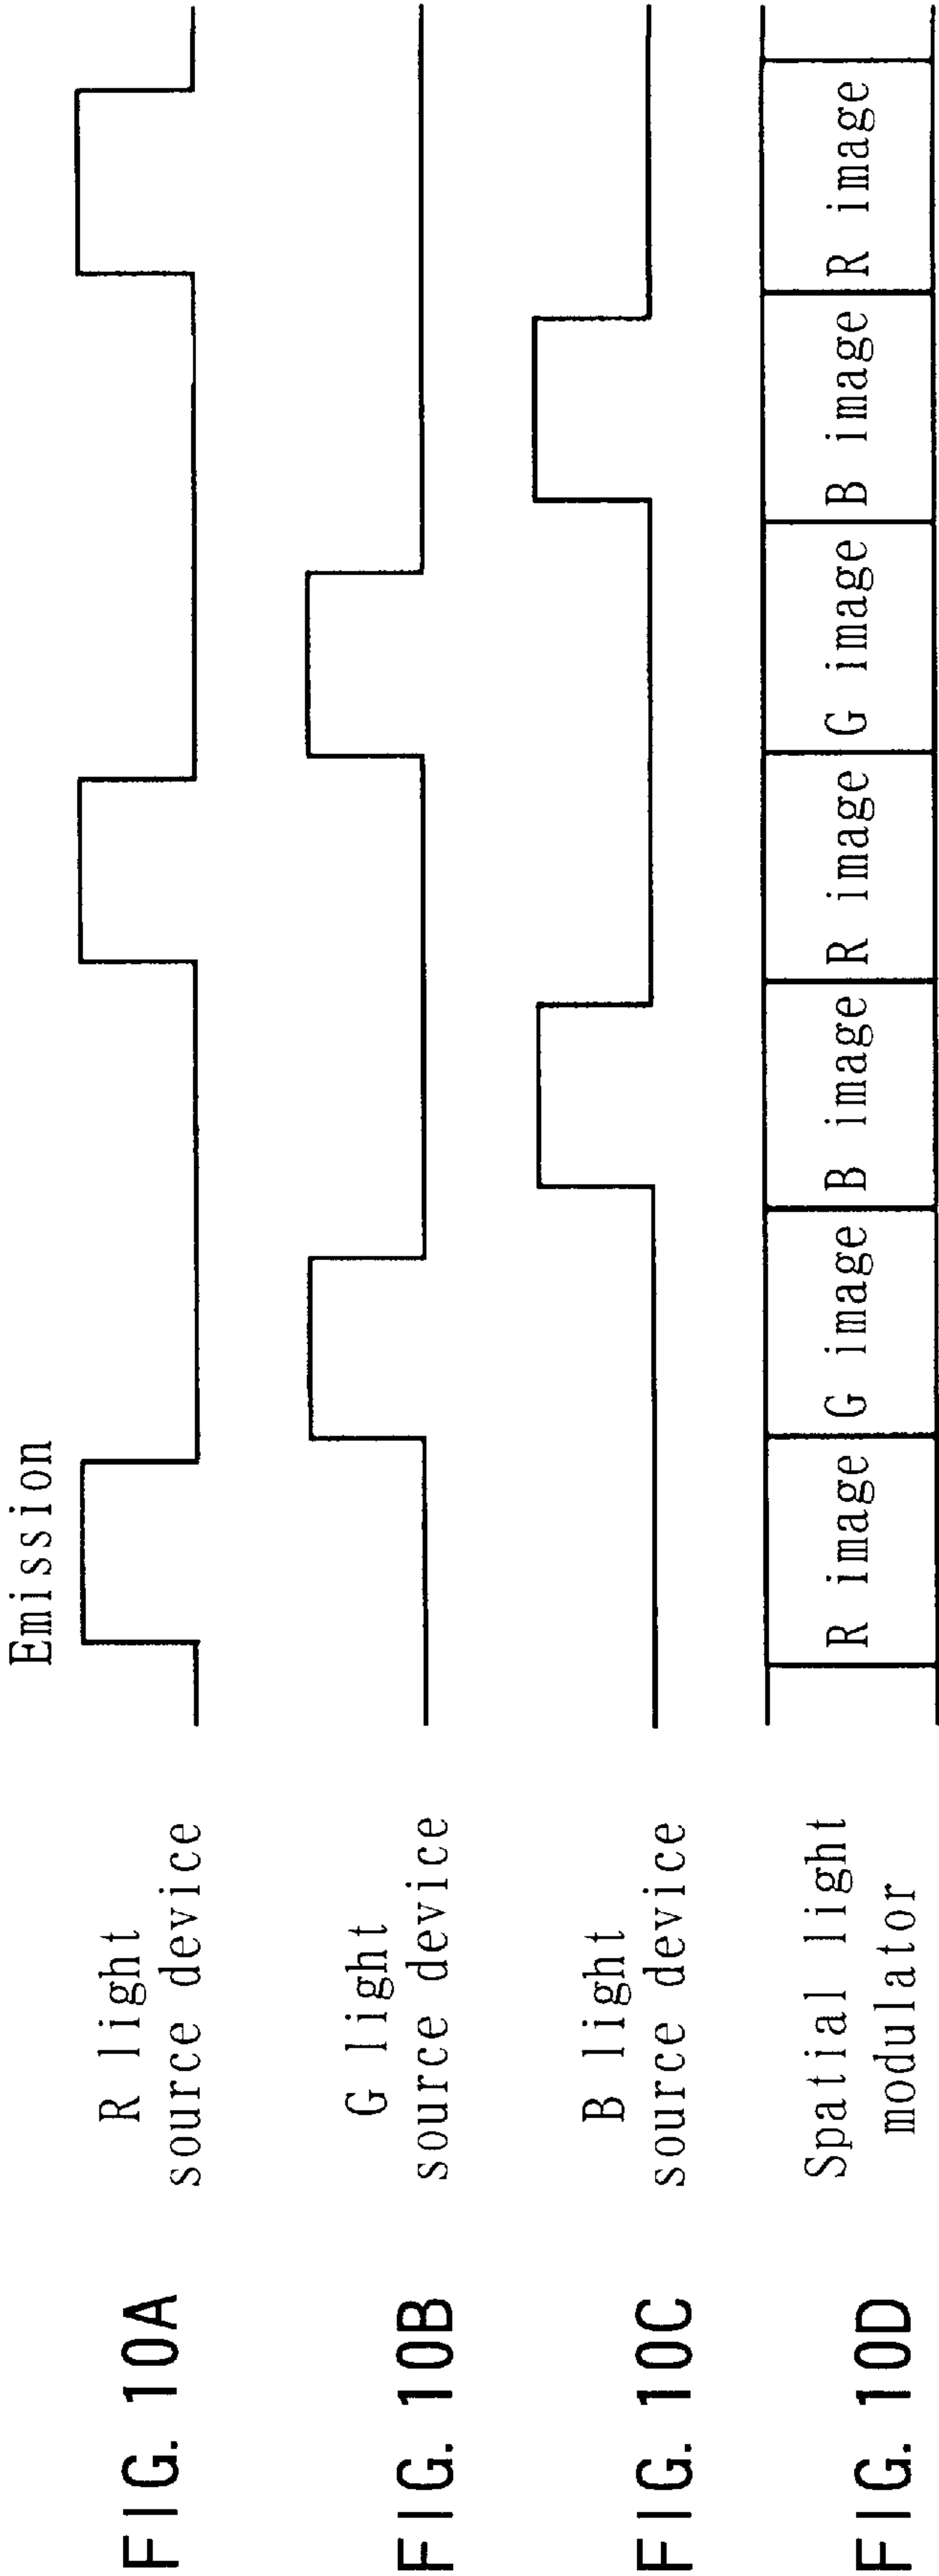 Emission
FIG. 10A
R light
source device
FIG. 10B
G light
source device
FIG. 10C
B light
source device
FIG. 10D
Spatial light
modulator
R image
G image
B image
R image
G image
B image
R image